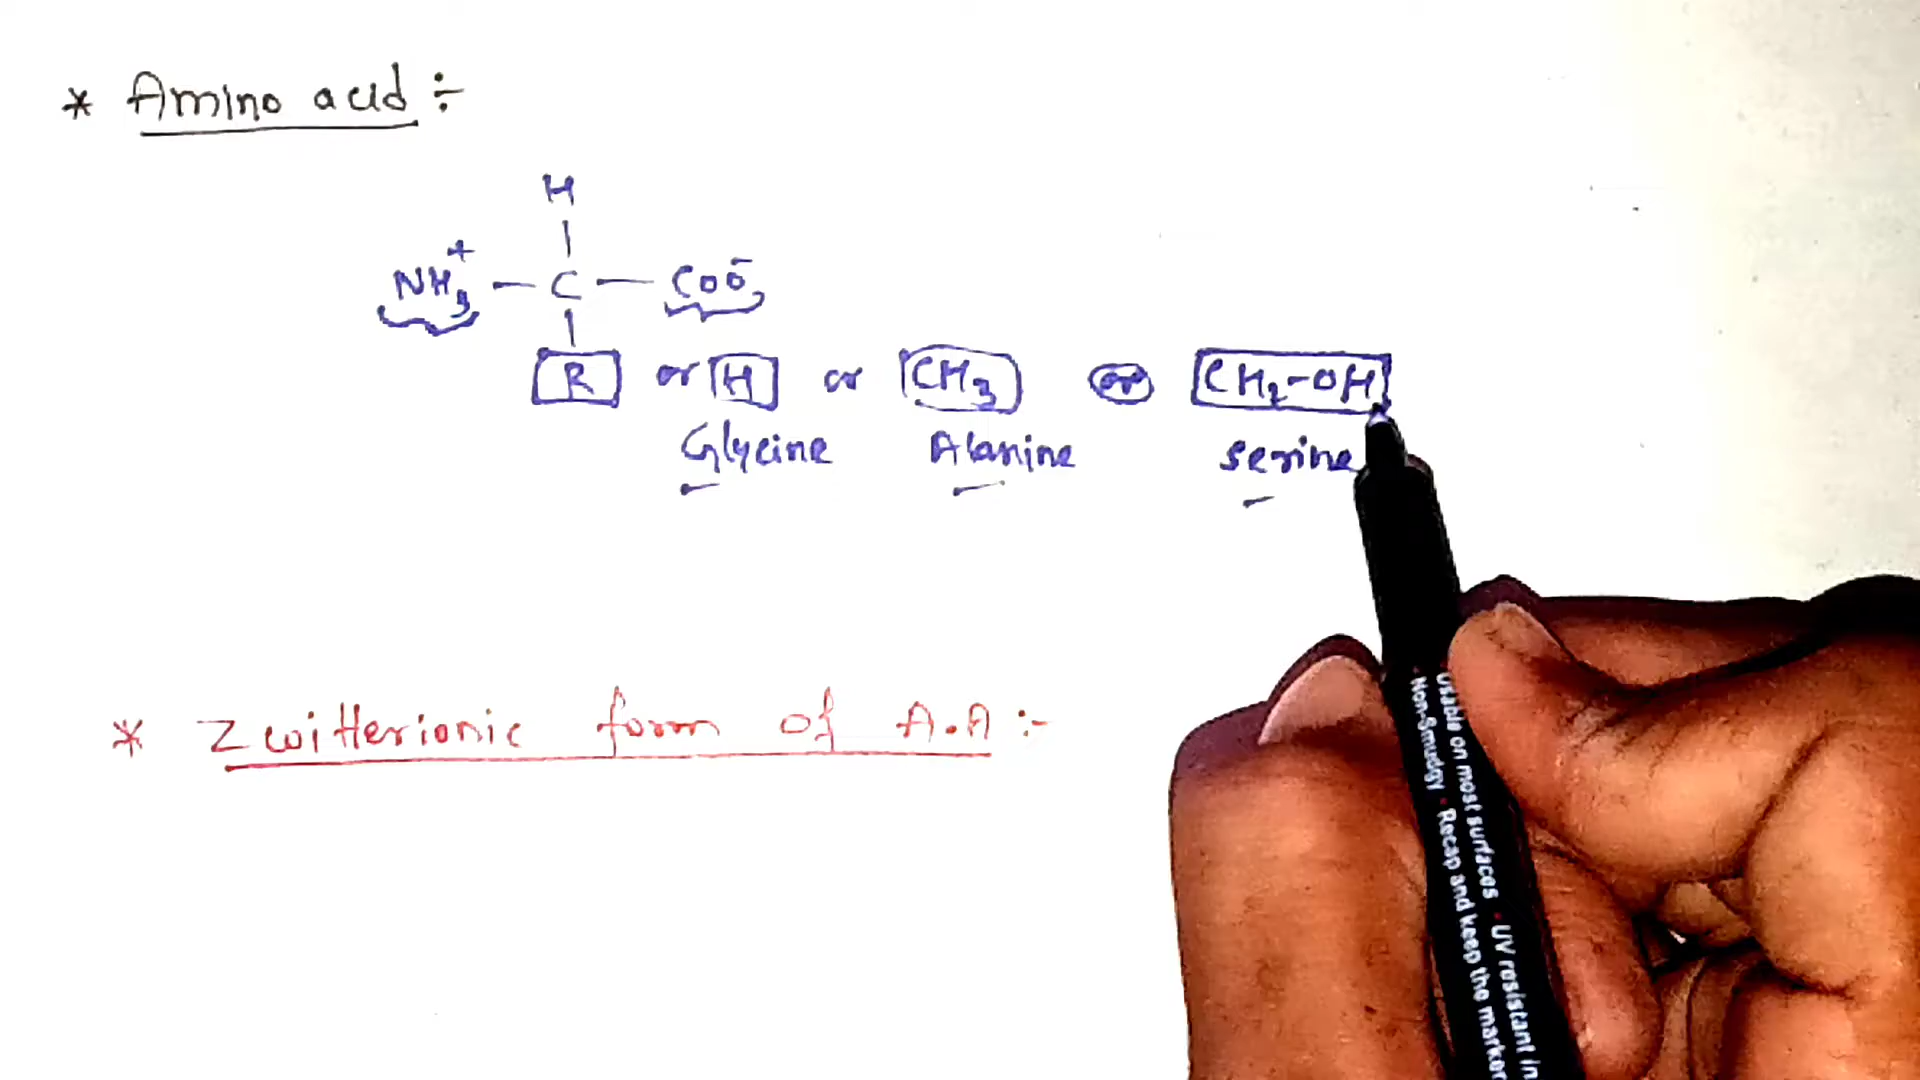 * Amino acid :-
H
NH₃⁺ — C — COO⁻
R or H or CH₃ or CH₂-OH
Glycine Alanine Serine
* Zwitterionic form of A.A :-
Usable on most surfaces · UV resistant in
Non-Smudgy · Recap and keep the marker